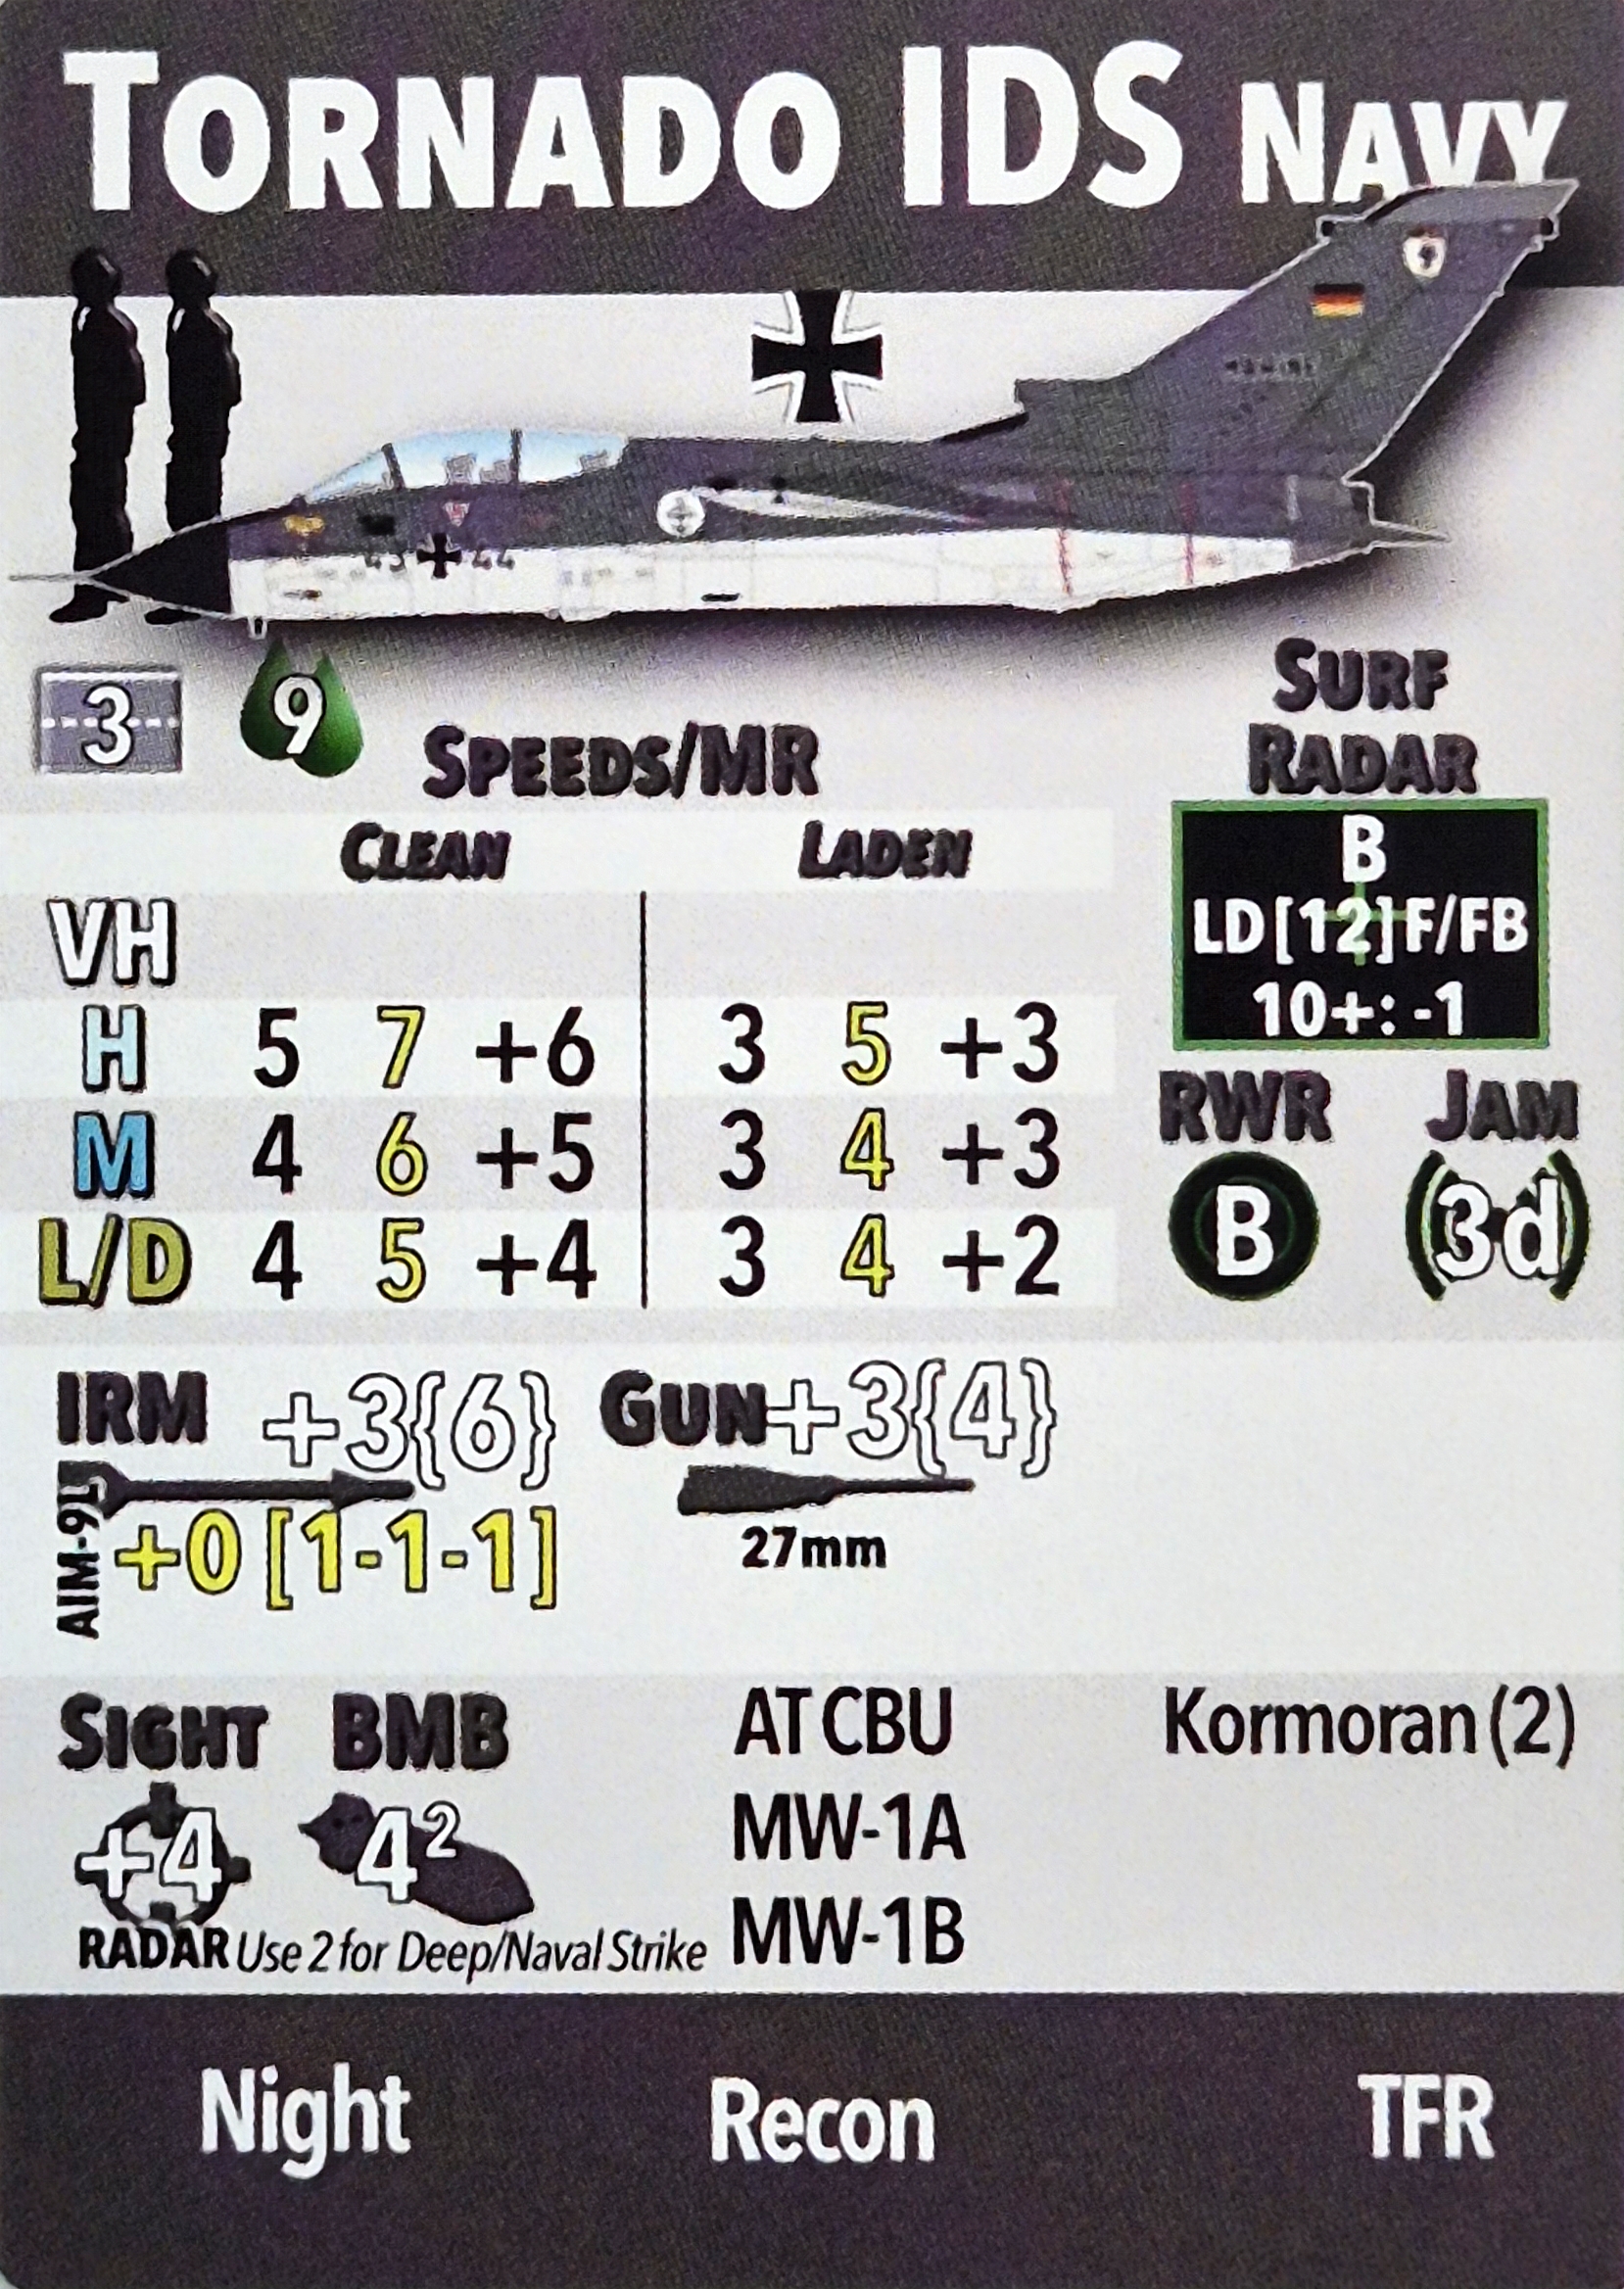 TORNADO IDS NAVY
43 44
3 9
SPEEDS/MR
SURF
RADAR
CLEAN LADEN
B
LD [12] F/FB
10+: -1
VH
H 5 7 +6 3 5 +3
M 4 6 +5 3 4 +3
L/D 4 5 +4 3 4 +2
RWR JAM
B (3d)
IRM +3{6} GUN +3{4}
AIM-9L
+0 [1-1-1]
27mm
SIGHT BMB
+4 4²
RADAR Use 2 for Deep/Naval Strike
AT CBU
MW-1A
MW-1B
Kormoran (2)
Night Recon TFR